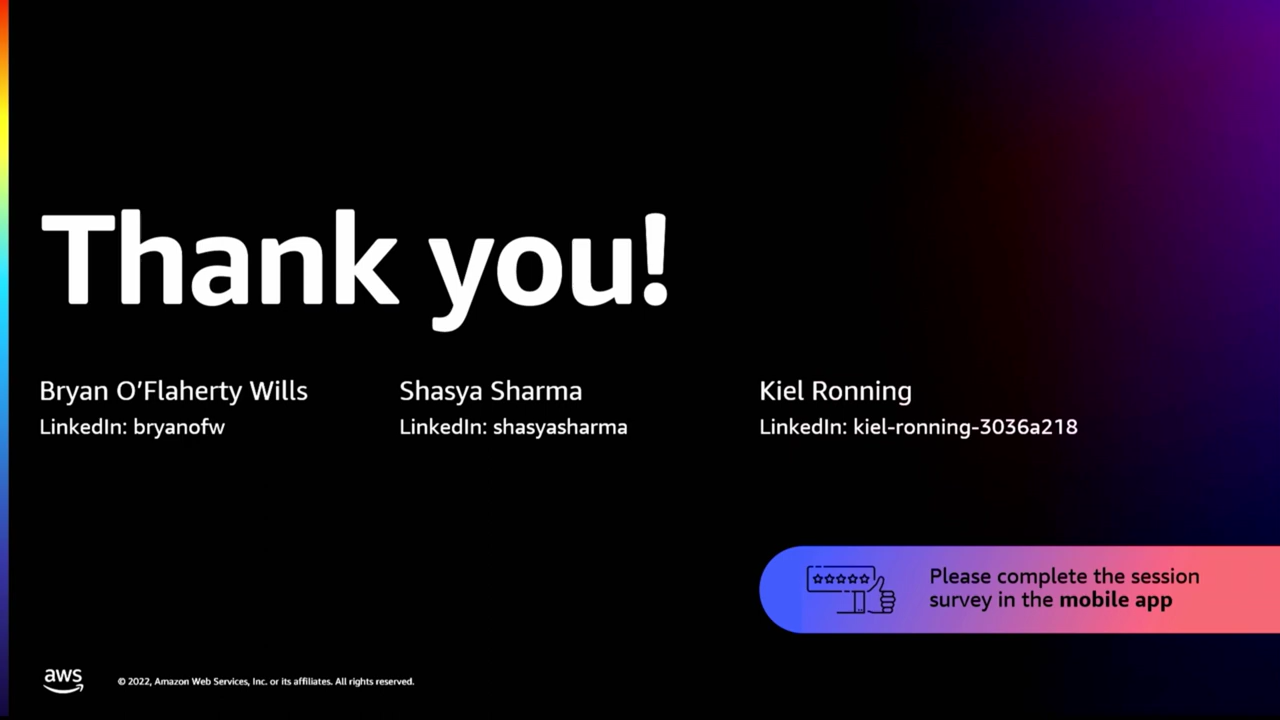 Thank you!
Bryan O’Flaherty Wills
LinkedIn: bryanofw
Shasya Sharma
LinkedIn: shasyasharma
Kiel Ronning
LinkedIn: kiel-ronning-3036a218
Please complete the session
survey in the mobile app
aws
© 2022, Amazon Web Services, Inc. or its affiliates. All rights reserved.